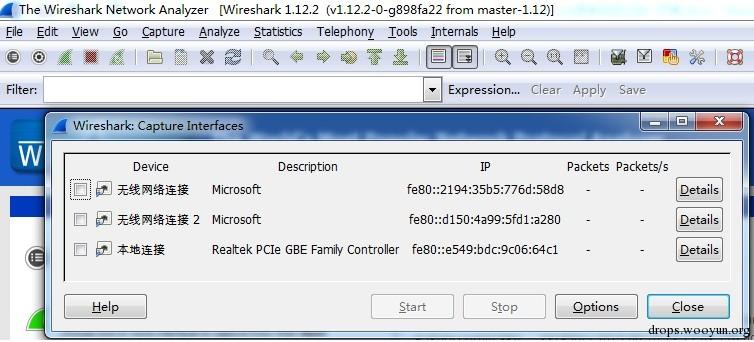 The Wireshark Network Analyzer [Wireshark 1.12.2 (v1.12.2-0-g898fa22 from master-1.12)]
File Edit View Go Capture Analyze Statistics Telephony Tools Internals Help
Filter: Expression... Clear Apply Save
Wireshark: Capture Interfaces
W
Device Description IP Packets Packets/s
无线网络连接 Microsoft fe80::2194:35b5:776d:58d8 - - Details
无线网络连接 2 Microsoft fe80::d150:4a99:5fd1:a280 - - Details
本地连接 Realtek PCIe GBE Family Controller fe80::e549:bdc:9c06:64c1 - - Details
Help Start Stop Options Close
drops.wooyun.org